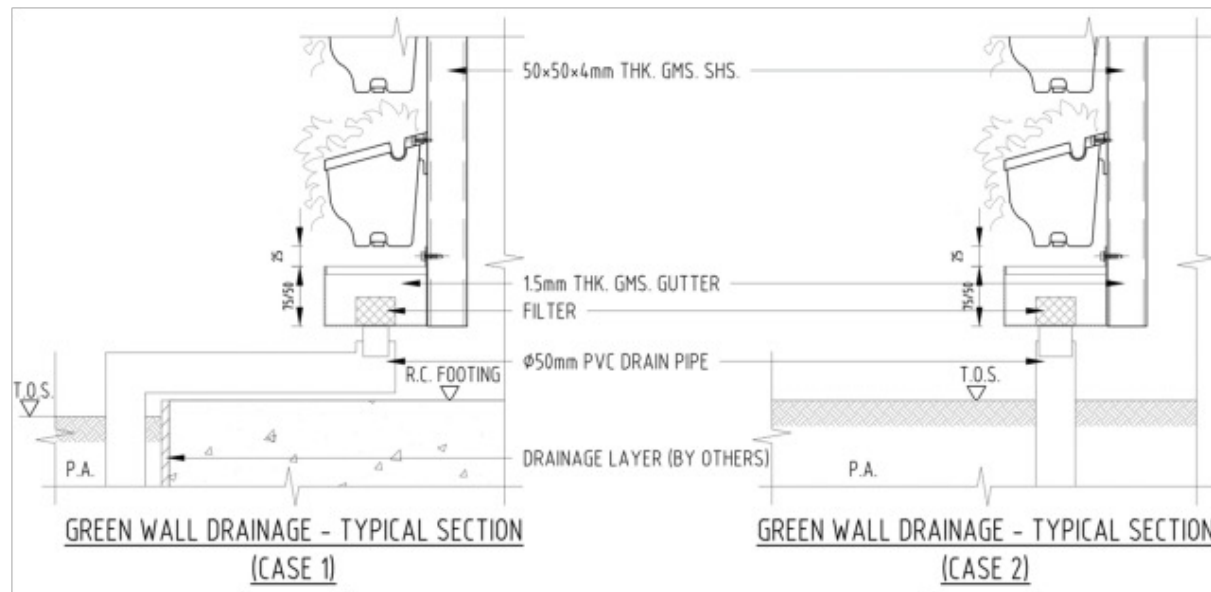 50×50×4mm THK. GMS. SHS.
25
25
1.5mm THK. GMS. GUTTER
75/50
75/50
FILTER
Φ50mm PVC DRAIN PIPE
R.C. FOOTING
T.O.S.
T.O.S.
P.A.
DRAINAGE LAYER (BY OTHERS)
P.A.
GREEN WALL DRAINAGE - TYPICAL SECTION
(CASE 1)
GREEN WALL DRAINAGE - TYPICAL SECTION
(CASE 2)